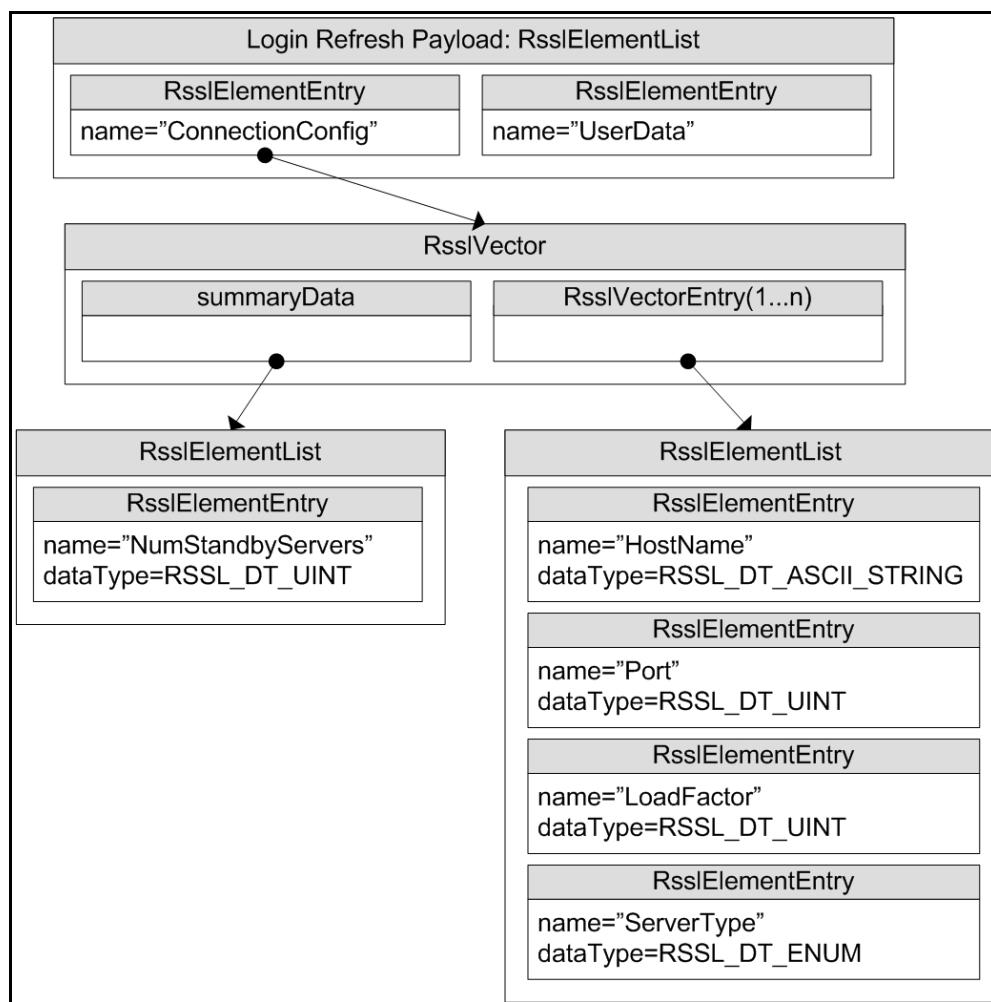 Login Refresh Payload: RsslElementList
RsslElementEntry
name=”ConnectionConfig”
RsslElementEntry
name=”UserData”
RsslVector
summaryData
RsslVectorEntry(1...n)
RsslElementList
RsslElementEntry
name=”NumStandbyServers”
dataType=RSSL_DT_UINT
RsslElementList
RsslElementEntry
name=”HostName”
dataType=RSSL_DT_ASCII_STRING
RsslElementEntry
name=”Port”
dataType=RSSL_DT_UINT
RsslElementEntry
name=”LoadFactor”
dataType=RSSL_DT_UINT
RsslElementEntry
name=”ServerType”
dataType=RSSL_DT_ENUM